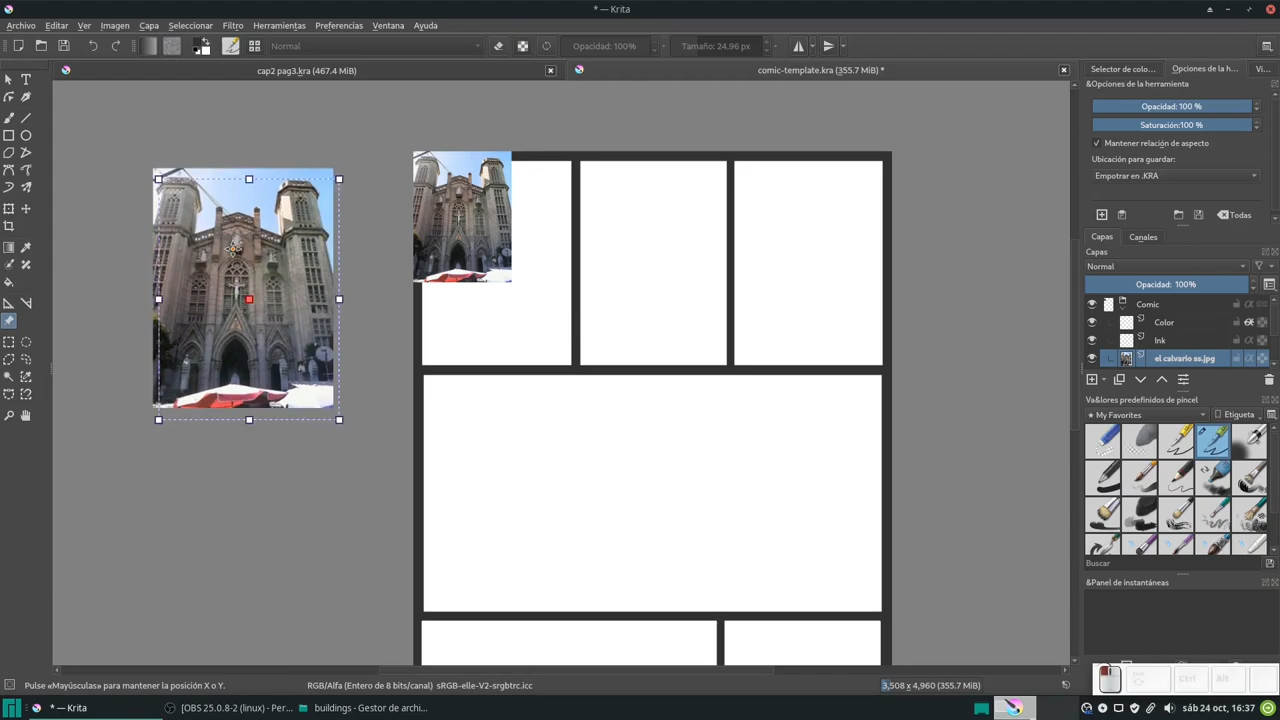 * — Krita
Archivo Editar Ver Imagen Capa Seleccionar Filtro Herramientas Preferencias Ventana Ayuda
Normal Opacidad: 100% Tamaño: 24.96 px
cap2 pag3.kra (467.4 MiB) comic-template.kra (355.7 MiB) *
Selector de colo... Opciones de la h... Vi...
&Opciones de la herramienta
Opacidad: 100 %
Saturación:100 %
Mantener relación de aspecto
Ubicación para guardar:
Empotrar en .KRA
Todas
Capas Canales
Capas
Normal
Opacidad: 100%
Comic
Color
Ink
el calvario ss.jpg
Va&lores predefinidos de pincel
★ My Favorites Etiqueta
Buscar
&Panel de instantáneas
Pulse «Mayúsculas» para mantener la posición X o Y.
RGB/Alfa (Entero de 8 bits/canal) sRGB-elle-V2-srgbtrc.icc
3,508 x 4,960 (355.7 MiB)
Ctrl Alt
* — Krita [OBS 25.0.8-2 (linux) - Per... buildings — Gestor de archi... sáb 24 oct, 16:37